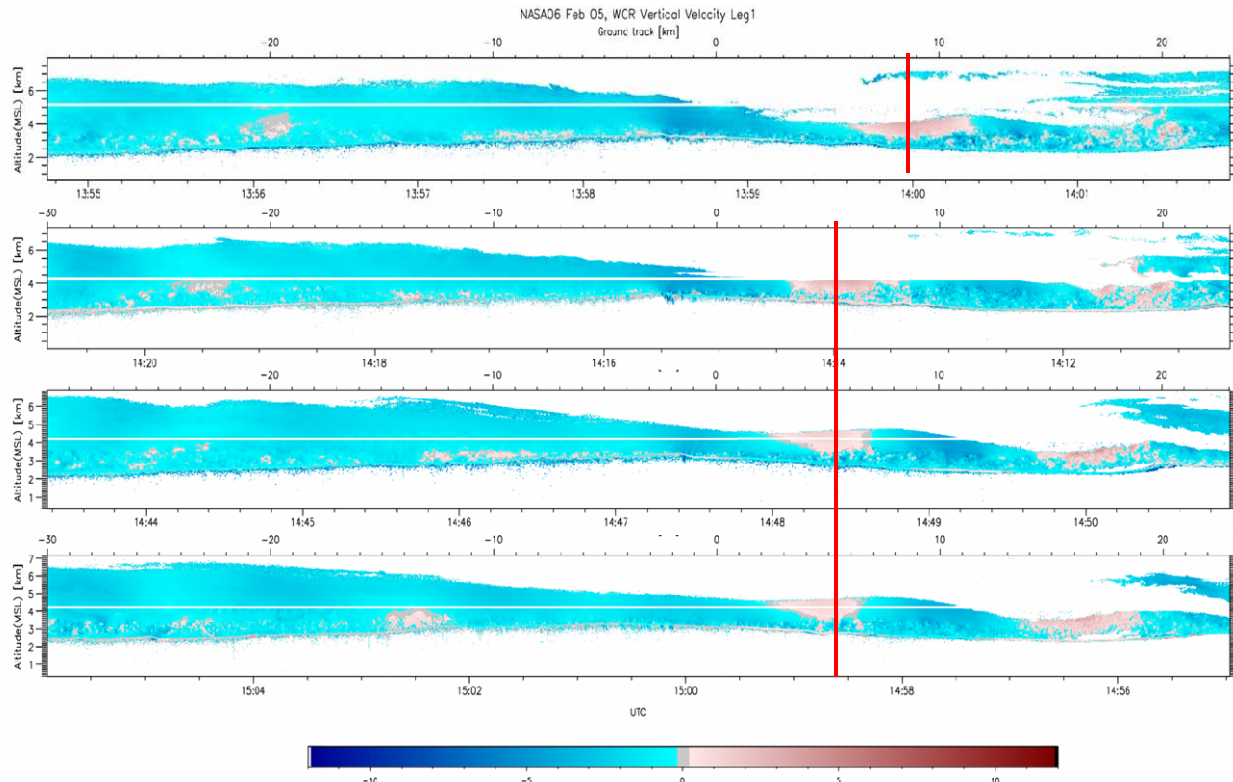 NASA06 Feb 05, WCR Vertical Velocity Leg1
Ground track [km]
-20 -10 0 10 20
Altitude(MSL) [km]
6
4
2
13:55 13:56 13:57 13:58 13:59 14:00 14:01
-30 -20 -10 0 10 20
Altitude(MSL) [km]
6
4
2
14:20 14:18 14:16 14:14 14:12
-20 -10 0 10 20
Altitude(MSL) [km]
6
5
4
3
2
1
14:44 14:45 14:46 14:47 14:48 14:49 14:50
-30 -20 -10 0 10 20
Altitude(MSL) [km]
7
6
5
4
3
2
1
15:04 15:02 15:00 14:58 14:56
UTC
-10 -5 0 5 10